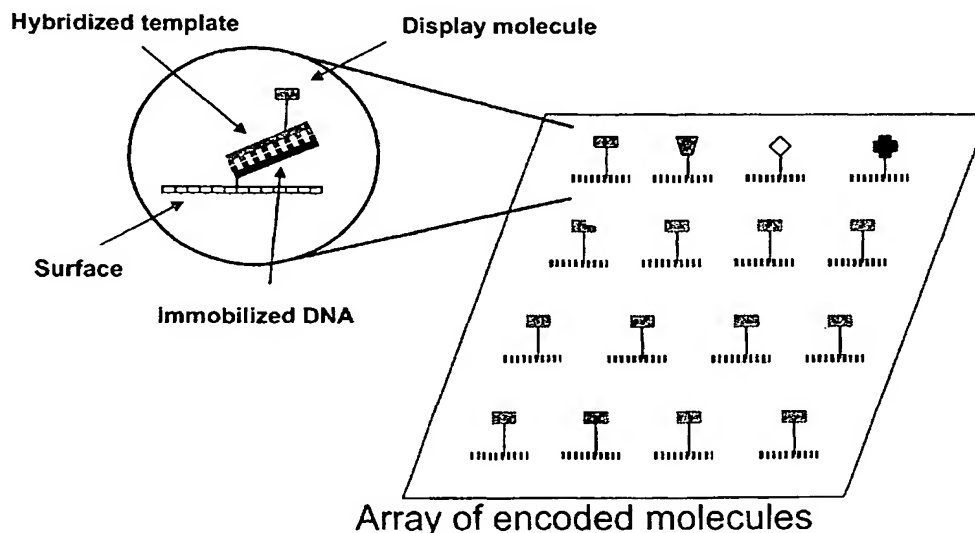 Hybridized template
Display molecule
Surface
immobilized DNA
Array of encoded molecules